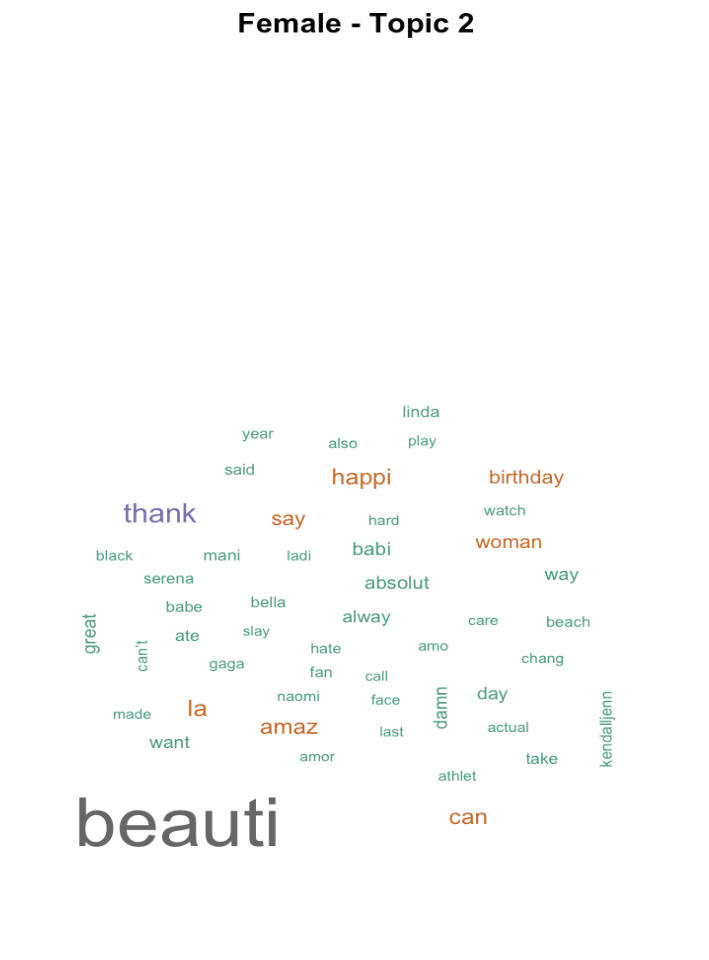 Female - Topic 2
linda
year
also
play
said
happi
birthday
thank
say
hard
watch
woman
black
mani
ladi
babi
serena
absolut
way
babe
bella
alway
care
beach
great
ate
slay
can't
hate
amo
gaga
fan
call
chang
naomi
face
damn
day
kendalljenn
made
la
amaz
last
actual
want
amor
take
athlet
beauti
can